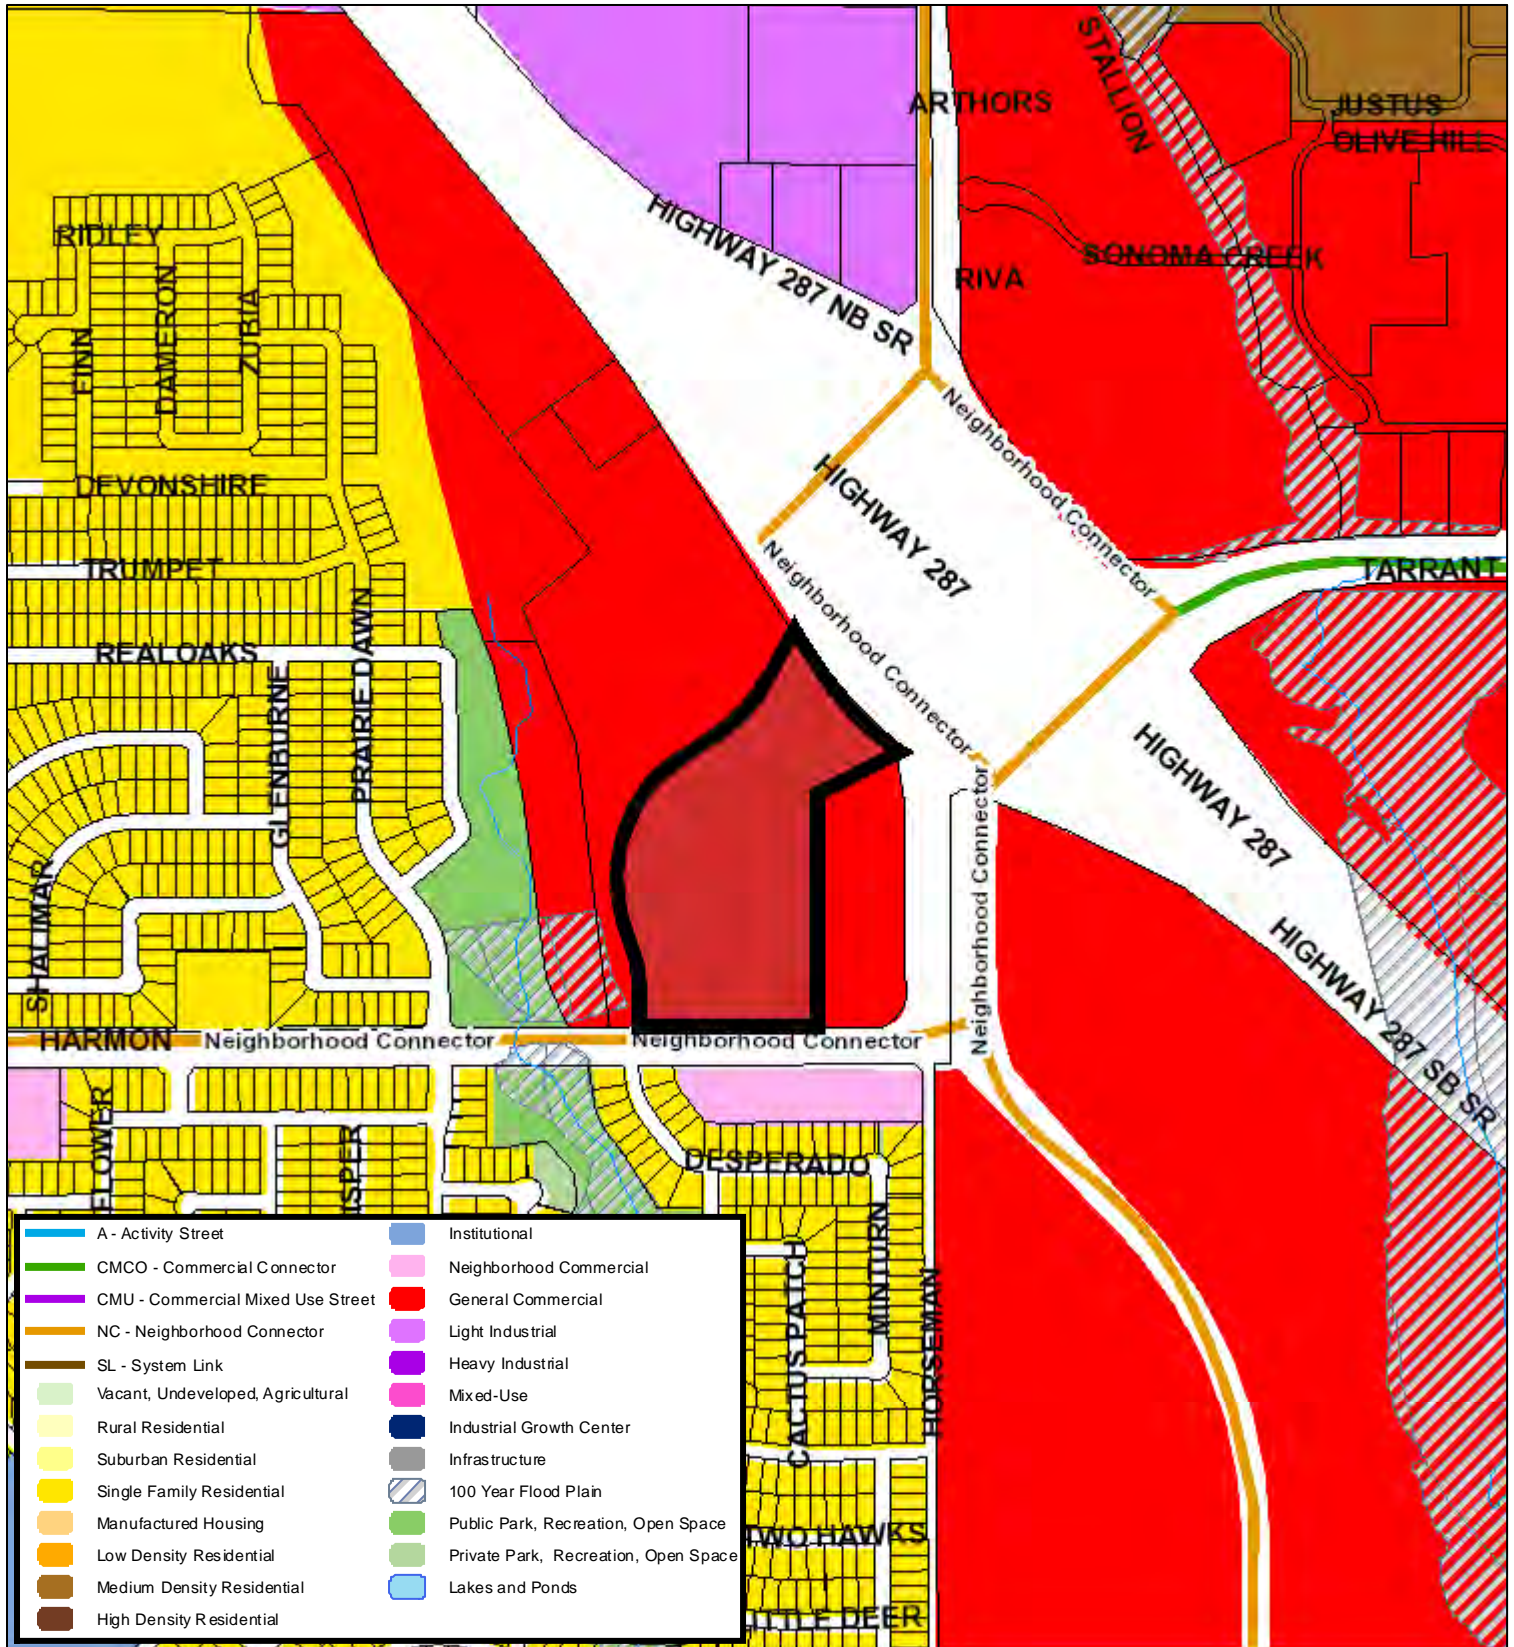 STALLION
ARTHORS
JUSTUS
OLIVE HILL
HIGHWAY 287 NB SR
RIDLEY
SONOMA CREEK
RIVA
DAMERON
ZUBIA
FINN
Neighborhood Connector
DEVONSHIRE
HIGHWAY 287
TRUMPET
TARRANT
Neighborhood Connector
PRAIRIE DAWN
REALOAKS
GLENBURNE
HIGHWAY 287
Neighborhood Connector
SHALIMAR
HIGHWAY 287 SB SR
HARMON
Neighborhood Connector
Neighborhood Connector
FLOWER
ISPER
DESPERADO
MINTURN
CACTUS PATCH
HORSEMAN
TWO HAWKS
ITTLE DEER
A - Activity Street
CMCO - Commercial Connector
CMU - Commercial Mixed Use Street
NC - Neighborhood Connector
SL - System Link
Vacant, Undeveloped, Agricultural
Rural Residential
Suburban Residential
Single Family Residential
Manufactured Housing
Low Density Residential
Medium Density Residential
High Density Residential
Institutional
Neighborhood Commercial
General Commercial
Light Industrial
Heavy Industrial
Mixed-Use
Industrial Growth Center
Infrastructure
100 Year Flood Plain
Public Park, Recreation, Open Space
Private Park, Recreation, Open Space
Lakes and Ponds